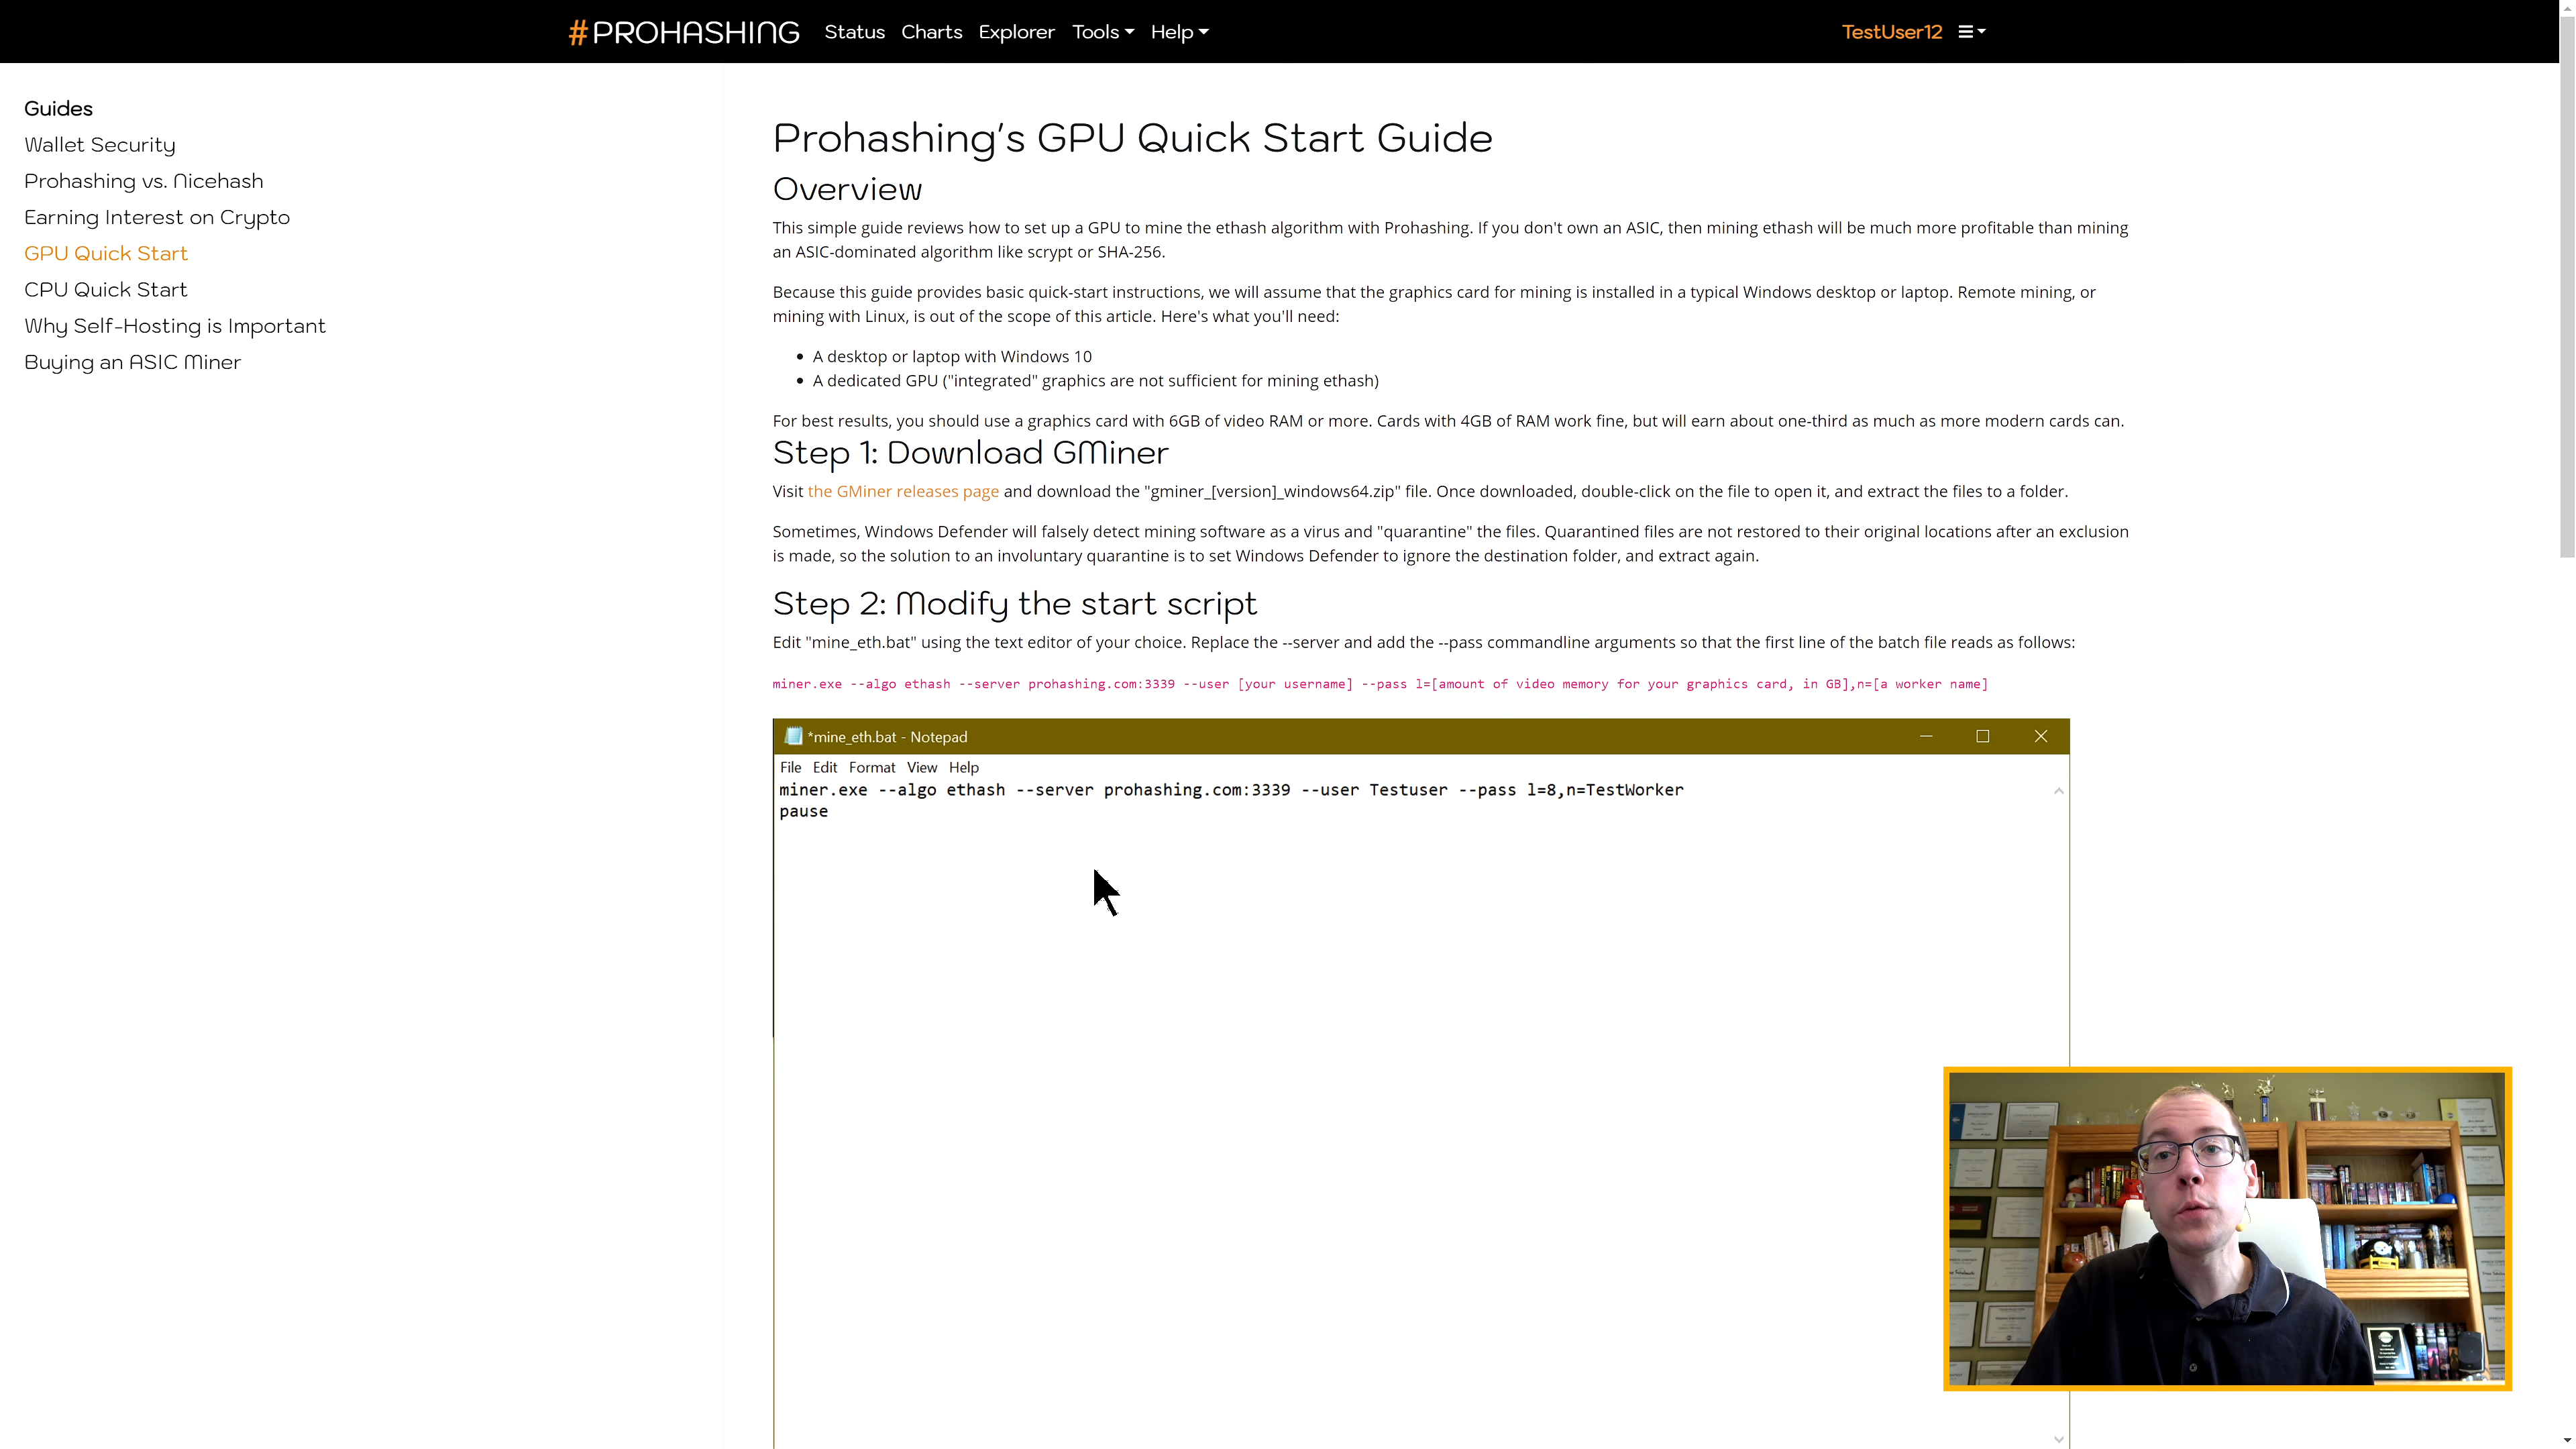 #PROHASHING Status Charts Explorer Tools Help TestUser12
Guides
Wallet Security
Prohashing vs. Nicehash
Earning Interest on Crypto
GPU Quick Start
CPU Quick Start
Why Self-Hosting is Important
Buying an ASIC Miner
Prohashing's GPU Quick Start Guide
Overview
This simple guide reviews how to set up a GPU to mine the ethash algorithm with Prohashing. If you don't own an ASIC, then mining ethash will be much more profitable than mining
an ASIC-dominated algorithm like scrypt or SHA-256.
Because this guide provides basic quick-start instructions, we will assume that the graphics card for mining is installed in a typical Windows desktop or laptop. Remote mining, or
mining with Linux, is out of the scope of this article. Here's what you'll need:
• A desktop or laptop with Windows 10
• A dedicated GPU ("integrated" graphics are not sufficient for mining ethash)
For best results, you should use a graphics card with 6GB of video RAM or more. Cards with 4GB of RAM work fine, but will earn about one-third as much as more modern cards can.
Step 1: Download GMiner
Visit the GMiner releases page and download the "gminer_[version]_windows64.zip" file. Once downloaded, double-click on the file to open it, and extract the files to a folder.
Sometimes, Windows Defender will falsely detect mining software as a virus and "quarantine" the files. Quarantined files are not restored to their original locations after an exclusion
is made, so the solution to an involuntary quarantine is to set Windows Defender to ignore the destination folder, and extract again.
Step 2: Modify the start script
Edit "mine_eth.bat" using the text editor of your choice. Replace the --server and add the --pass commandline arguments so that the first line of the batch file reads as follows:
miner.exe --algo ethash --server prohashing.com:3339 --user [your username] --pass l=[amount of video memory for your graphics card, in GB],n=[a worker name]
*mine_eth.bat - Notepad
File Edit Format View Help
miner.exe --algo ethash --server prohashing.com:3339 --user Testuser --pass l=8,n=TestWorker
pause